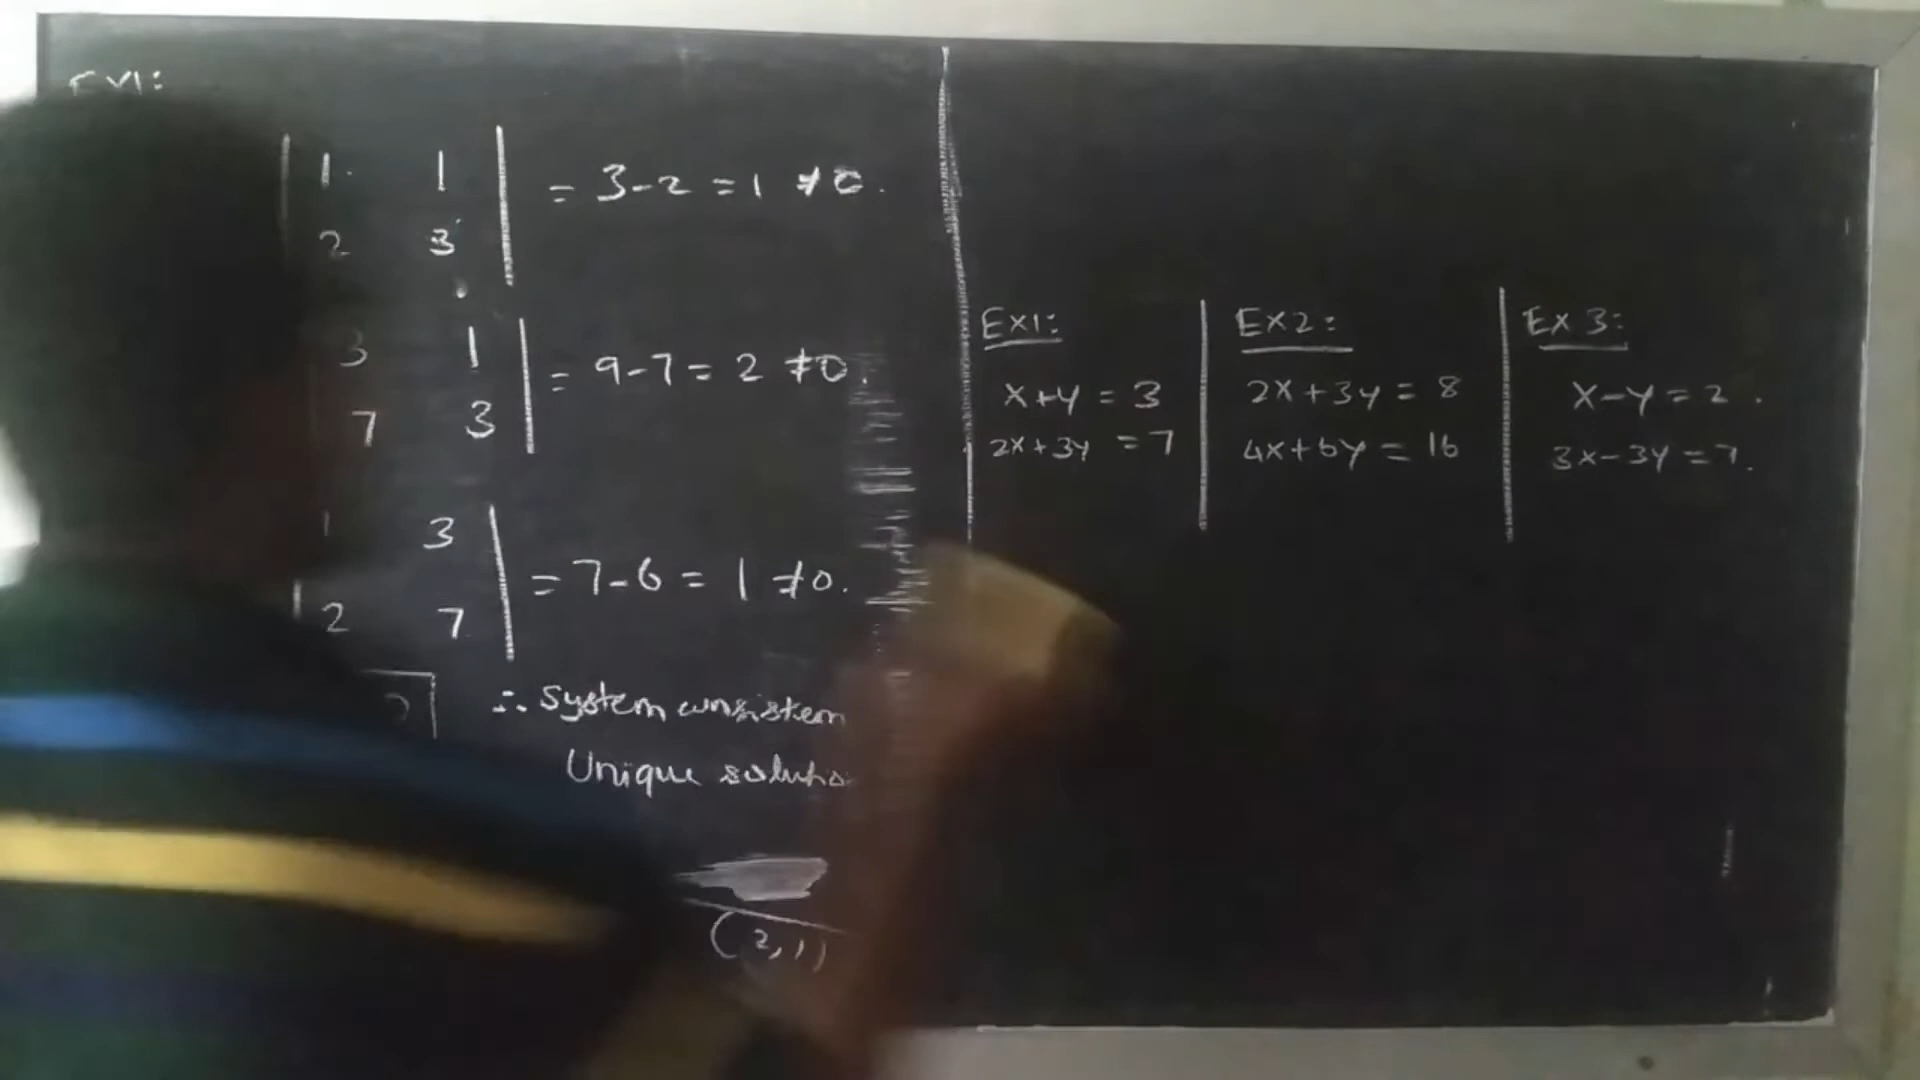 EX1:
1 1
= 3-2 = 1 ≠0.
2 3
3 1
= 9-7 = 2 ≠0.
7 3
1 3
= 7-6 = 1 ≠0.
2 7
∴ System consistem
Unique soluho
(2,1)
EX1:
x+y = 3
2x+3y = 7
EX2:
2x+3y = 8
4x+6y = 16
EX 3:
x-y = 2.
3x-3y = 7.